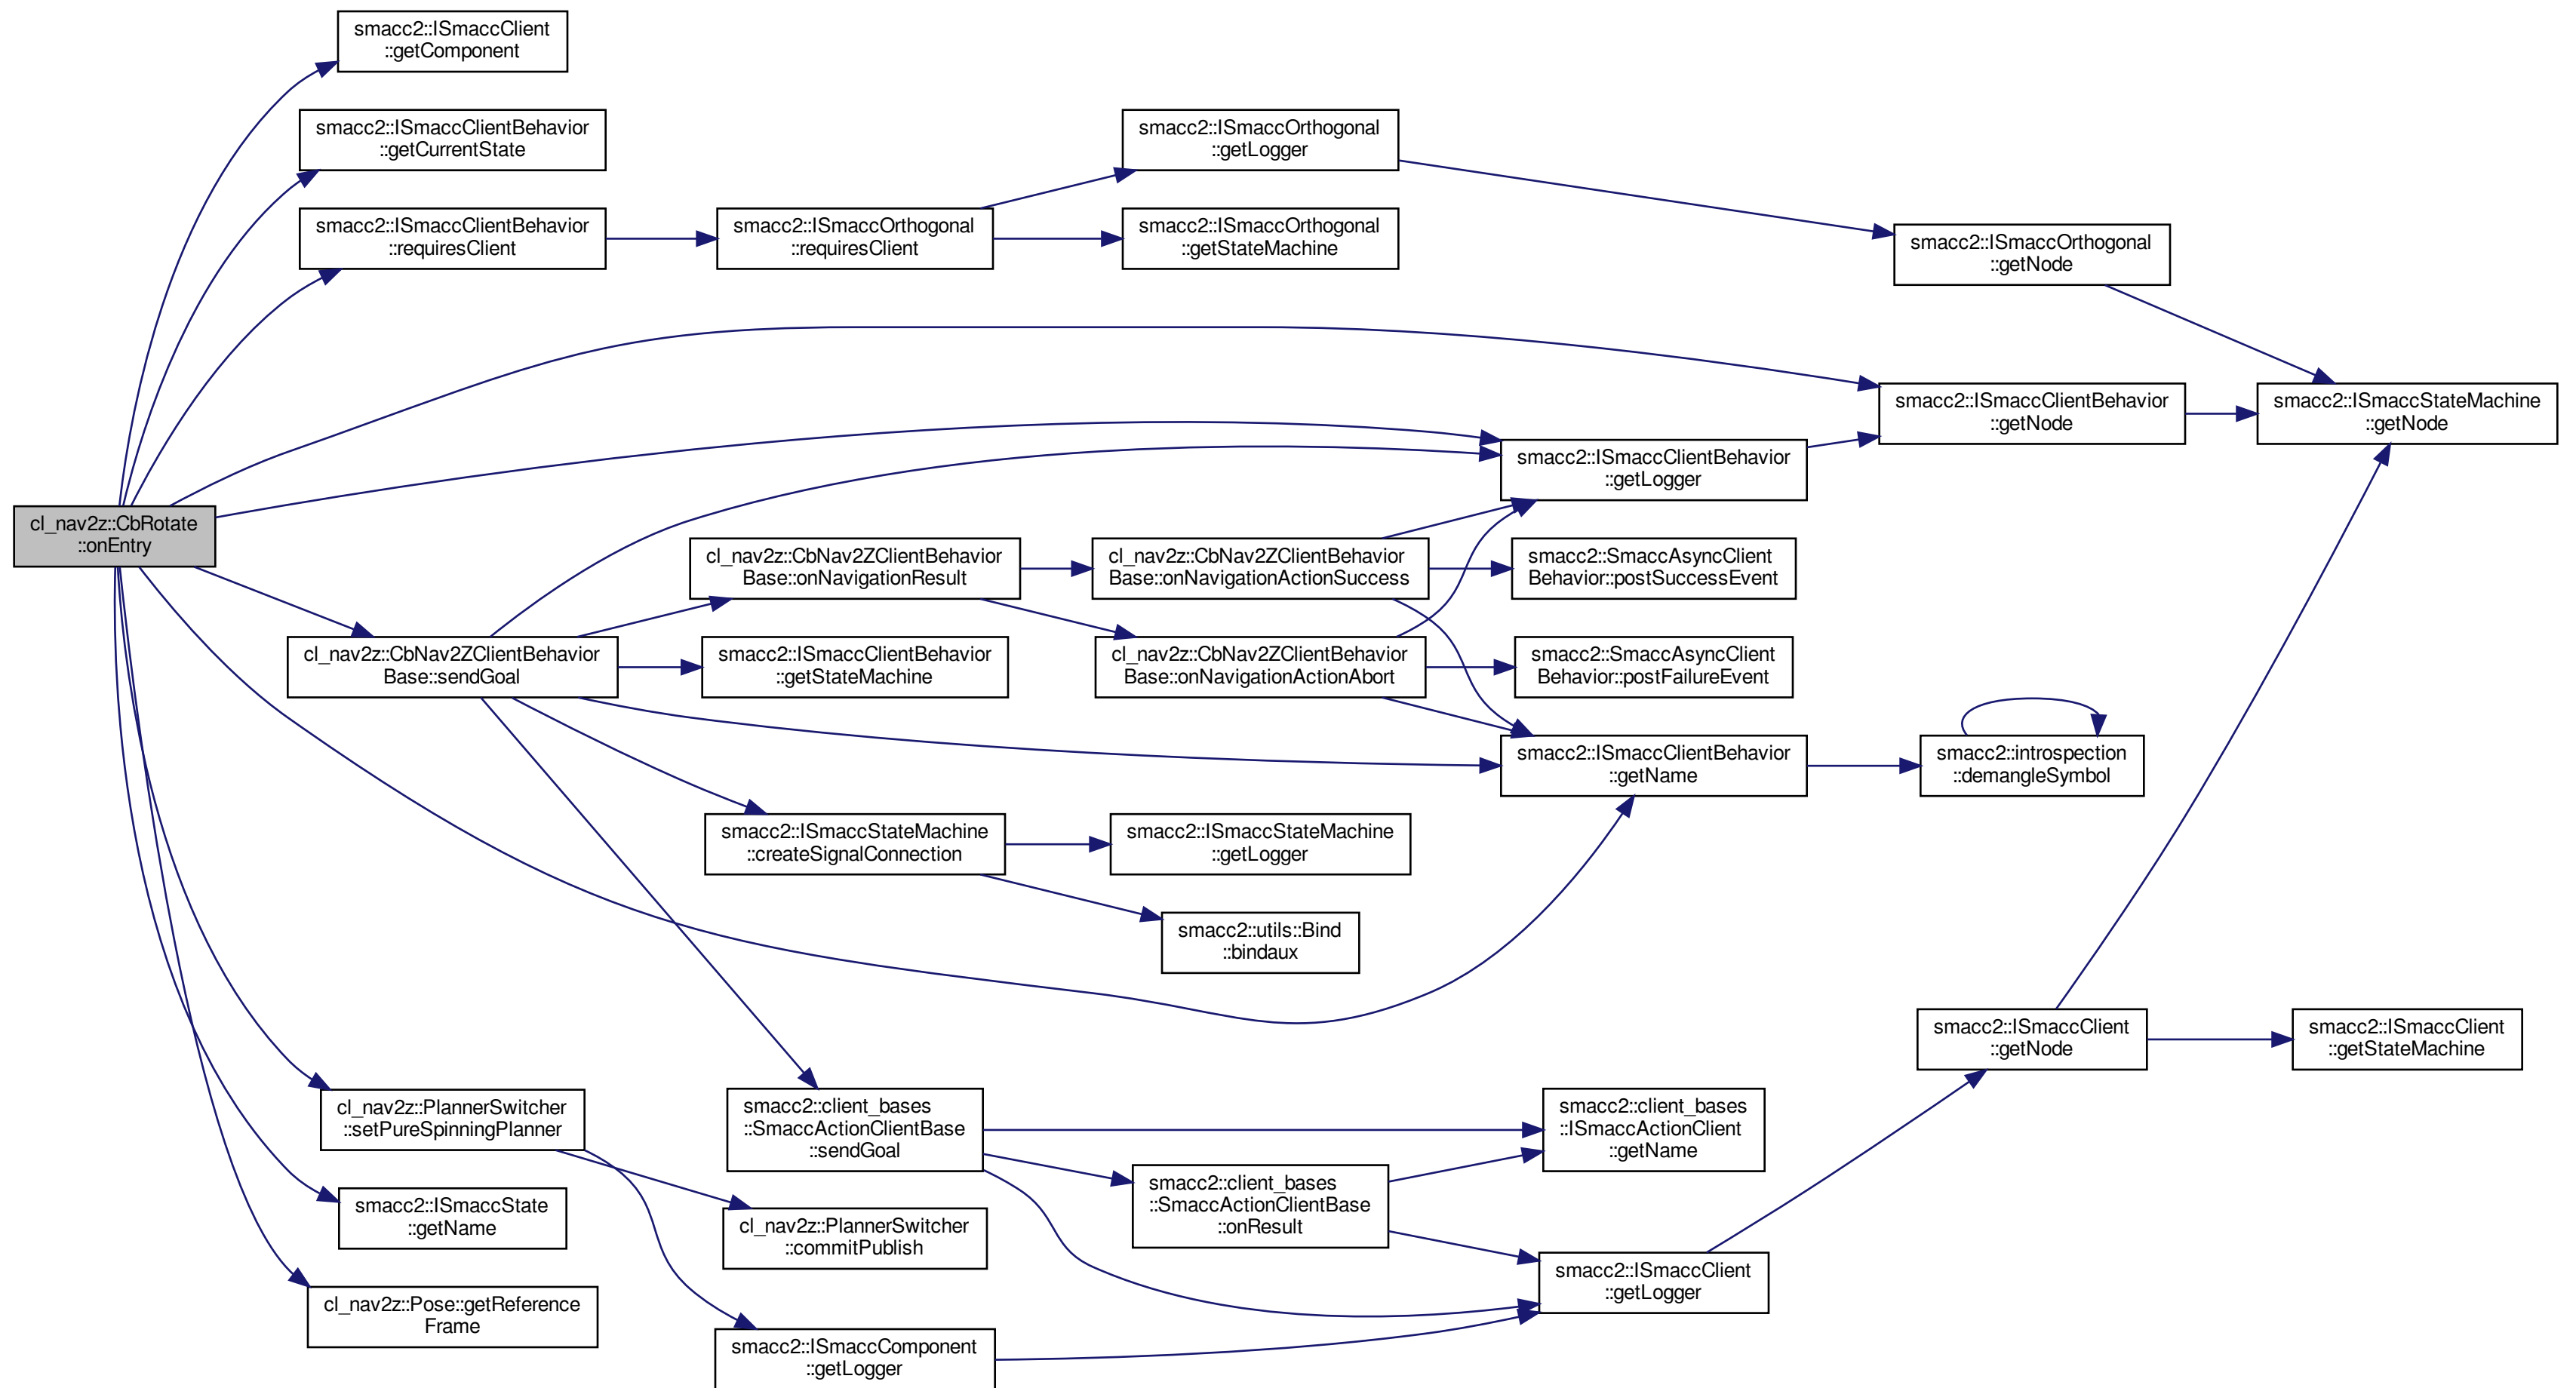 smacc2::ISmaccClient
::getComponent
smacc2::ISmaccClientBehavior
::getCurrentState
smacc2::ISmaccClientBehavior
::requiresClient
smacc2::ISmaccOrthogonal
::requiresClient
smacc2::ISmaccOrthogonal
::getLogger
smacc2::ISmaccOrthogonal
::getStateMachine
smacc2::ISmaccOrthogonal
::getNode
smacc2::ISmaccClientBehavior
::getNode
smacc2::ISmaccStateMachine
::getNode
smacc2::ISmaccClientBehavior
::getLogger
cl_nav2z::CbRotate
::onEntry
cl_nav2z::CbNav2ZClientBehavior
Base::onNavigationResult
cl_nav2z::CbNav2ZClientBehavior
Base::onNavigationActionSuccess
smacc2::SmaccAsyncClient
Behavior::postSuccessEvent
cl_nav2z::CbNav2ZClientBehavior
Base::sendGoal
smacc2::ISmaccClientBehavior
::getStateMachine
cl_nav2z::CbNav2ZClientBehavior
Base::onNavigationActionAbort
smacc2::SmaccAsyncClient
Behavior::postFailureEvent
smacc2::ISmaccClientBehavior
::getName
smacc2::introspection
::demangleSymbol
smacc2::ISmaccStateMachine
::createSignalConnection
smacc2::ISmaccStateMachine
::getLogger
smacc2::utils::Bind
::bindaux
smacc2::ISmaccClient
::getNode
smacc2::ISmaccClient
::getStateMachine
cl_nav2z::PlannerSwitcher
::setPureSpinningPlanner
smacc2::client_bases
::SmaccActionClientBase
::sendGoal
smacc2::client_bases
::ISmaccActionClient
::getName
smacc2::client_bases
::SmaccActionClientBase
::onResult
smacc2::ISmaccState
::getName
cl_nav2z::PlannerSwitcher
::commitPublish
smacc2::ISmaccClient
::getLogger
cl_nav2z::Pose::getReference
Frame
smacc2::ISmaccComponent
::getLogger